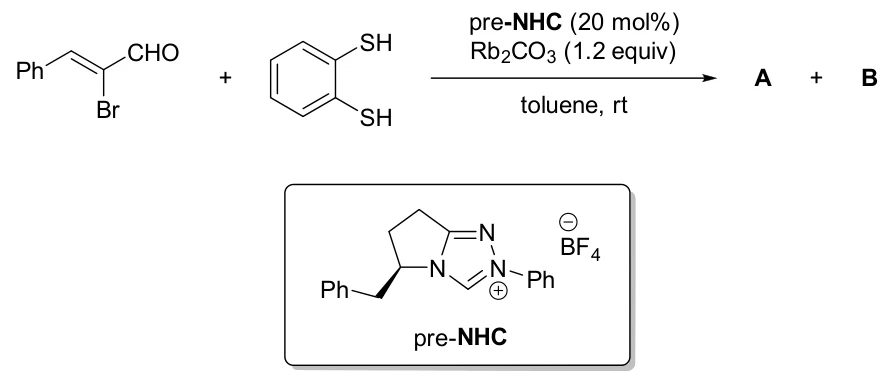 Ph
CHO
Br
+
SH
SH
pre-NHC (20 mol%)
Rb₂CO₃ (1.2 equiv)
toluene, rt
A + B
Ph
N
N
N
Ph
⊕
⊖
BF₄
pre-NHC